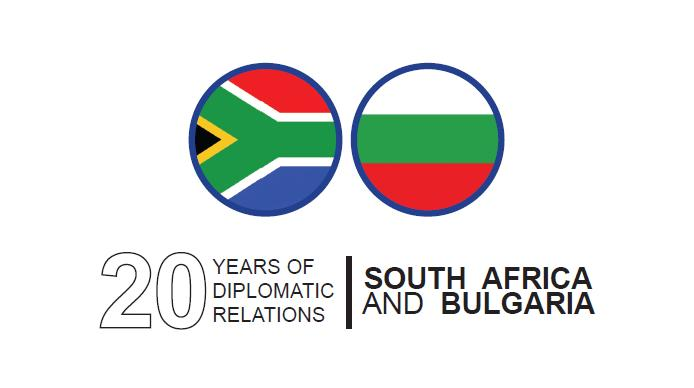 20 YEARS OF
DIPLOMATIC
RELATIONS
SOUTH AFRICA
AND BULGARIA